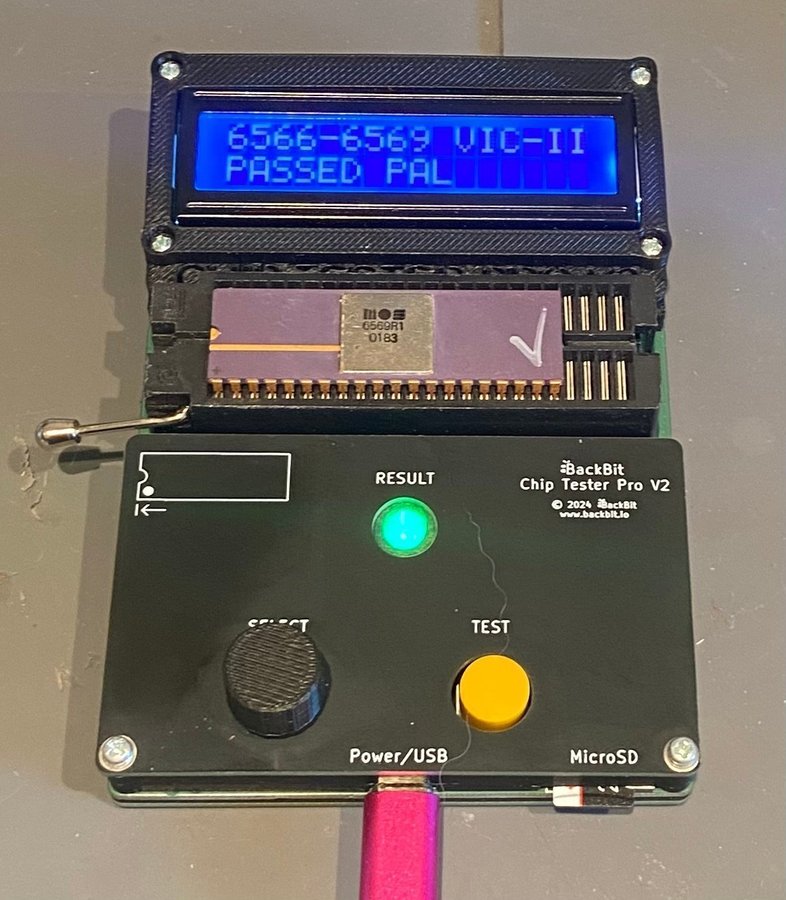 6566-6569 VIC-II
PASSED PAL
MOS
6569R1
0183
RESULT
BackBit
Chip Tester Pro V2
© 2024 BackBit
www.backbit.io
SELECT
TEST
Power/USB
MicroSD